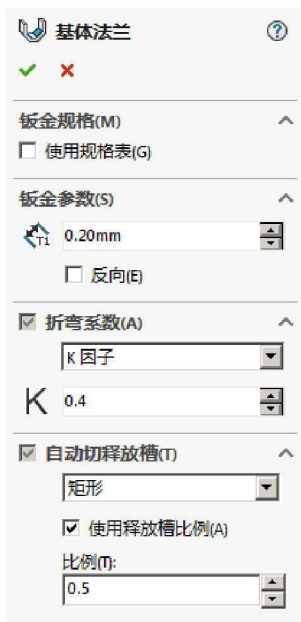 基体法兰
钣金规格(M)
使用规格表(G)
钣金参数(S)
T1 0.20mm
反向(E)
折弯系数(A)
K 因子
K 0.4
自动切释放槽(T)
矩形
使用释放槽比例(A)
比例(T):
0.5